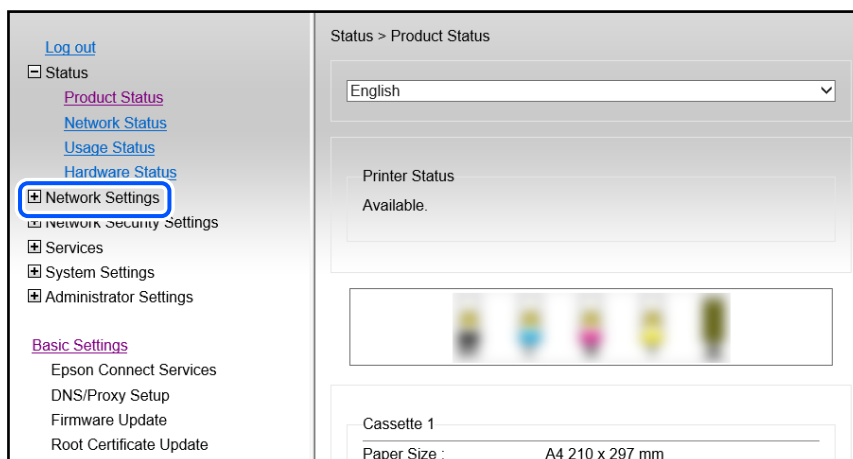 Log out
Status
Product Status
Network Status
Usage Status
Hardware Status
Network Settings
Network Security Settings
Services
System Settings
Administrator Settings
Basic Settings
Epson Connect Services
DNS/Proxy Setup
Firmware Update
Root Certificate Update
Status > Product Status
English
Printer Status
Available.
Cassette 1
Paper Size : A4 210 x 297 mm